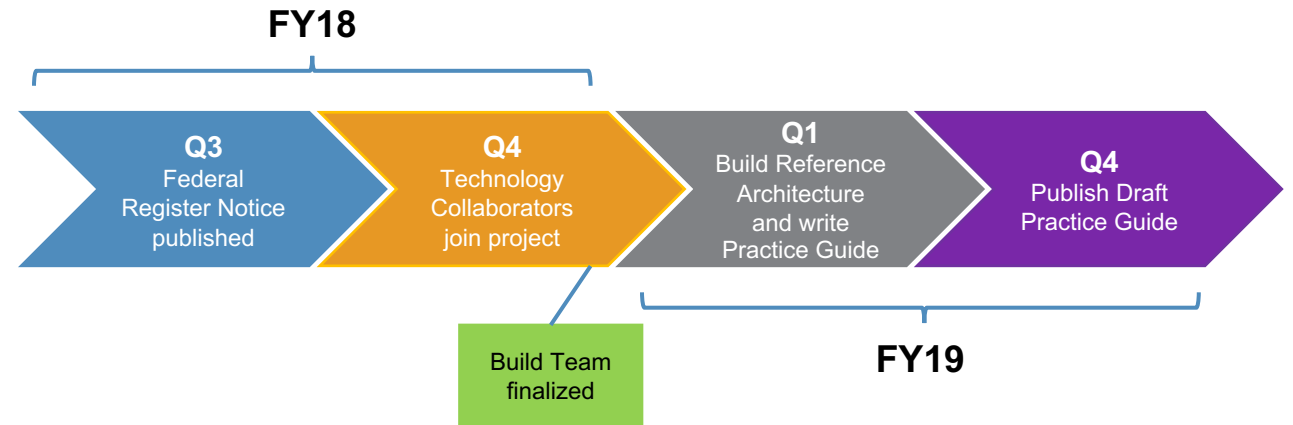 FY18
Q3
Federal
Register Notice
published
Q4
Technology
Collaborators
join project
Q1
Build Reference
Architecture
and write
Practice Guide
Q4
Publish Draft
Practice Guide
Build Team
finalized
FY19